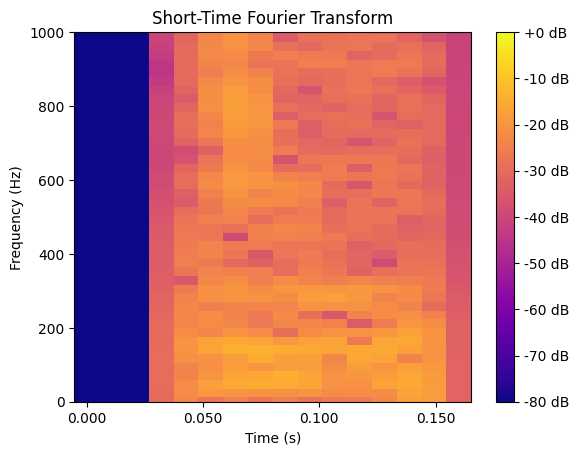 Short-Time Fourier Transform
1000
800
600
400
200
0
Frequency (Hz)
0.000
0.050
0.100
0.150
Time (s)
+0 dB
-10 dB
-20 dB
-30 dB
-40 dB
-50 dB
-60 dB
-70 dB
-80 dB